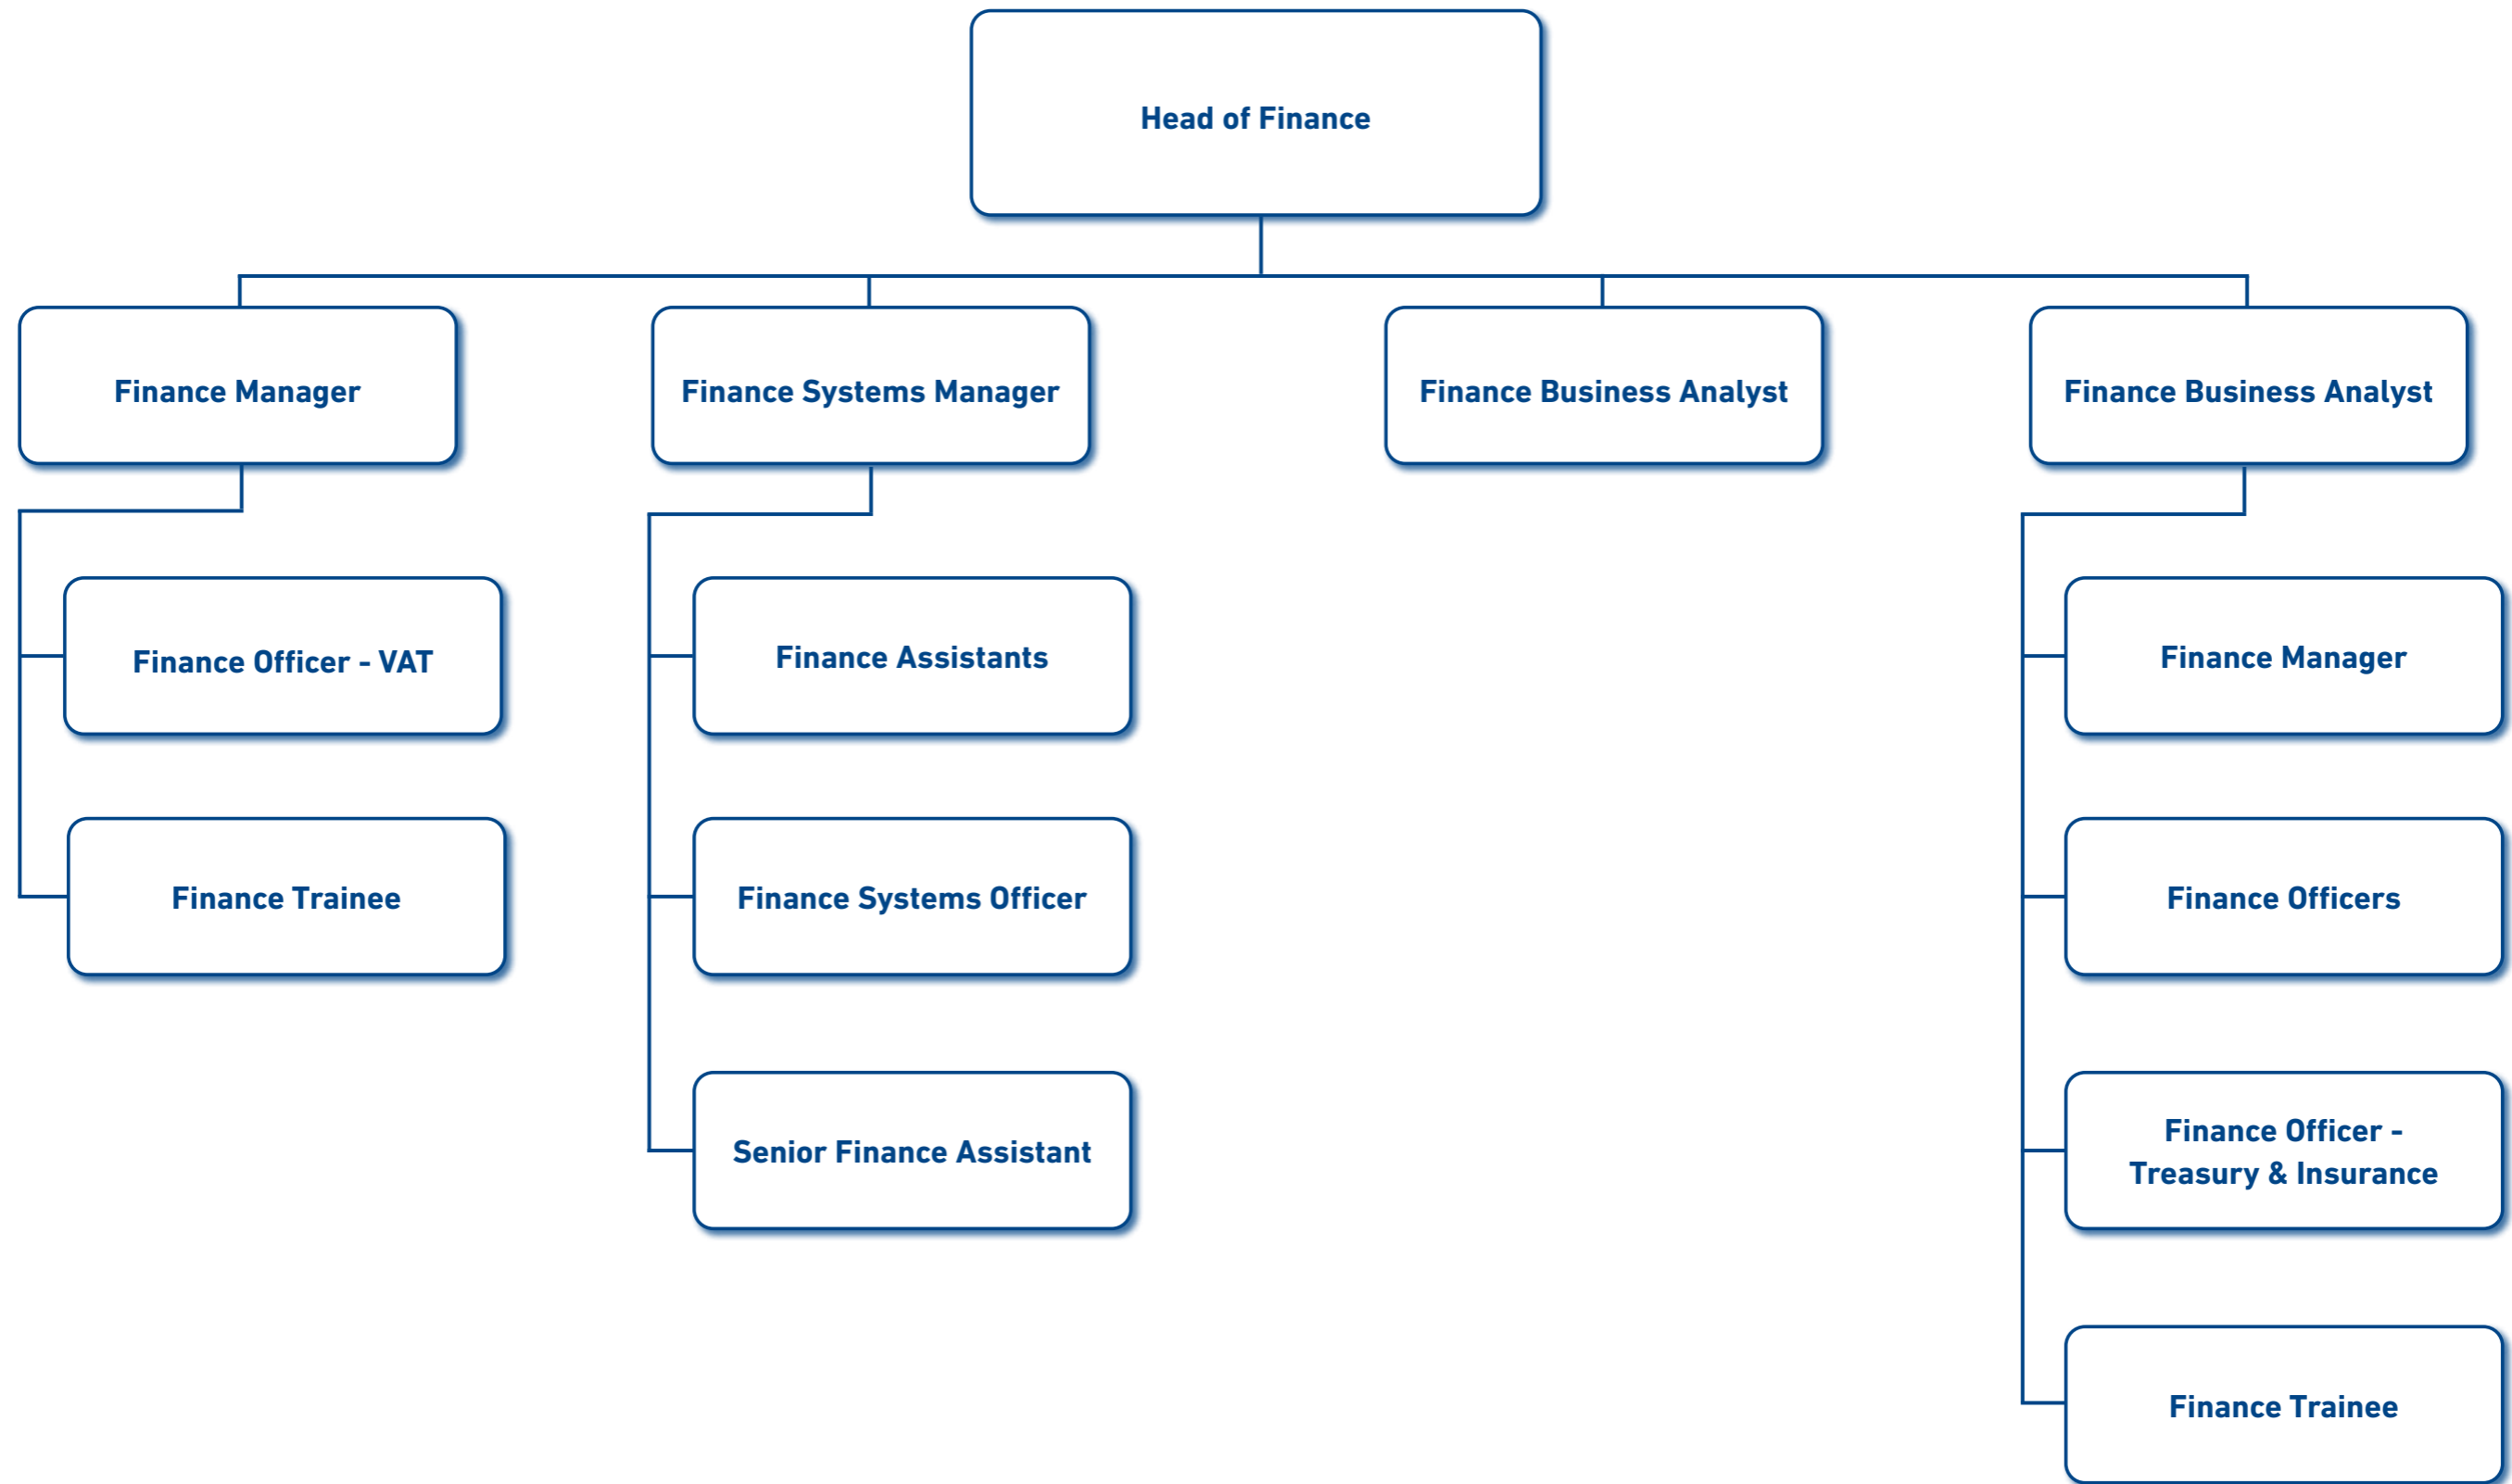 Head of Finance
Finance Manager
Finance Systems Manager
Finance Business Analyst
Finance Business Analyst
Finance Officer - VAT
Finance Trainee
Finance Assistants
Finance Systems Officer
Senior Finance Assistant
Finance Manager
Finance Officers
Finance Officer -
Treasury & Insurance
Finance Trainee